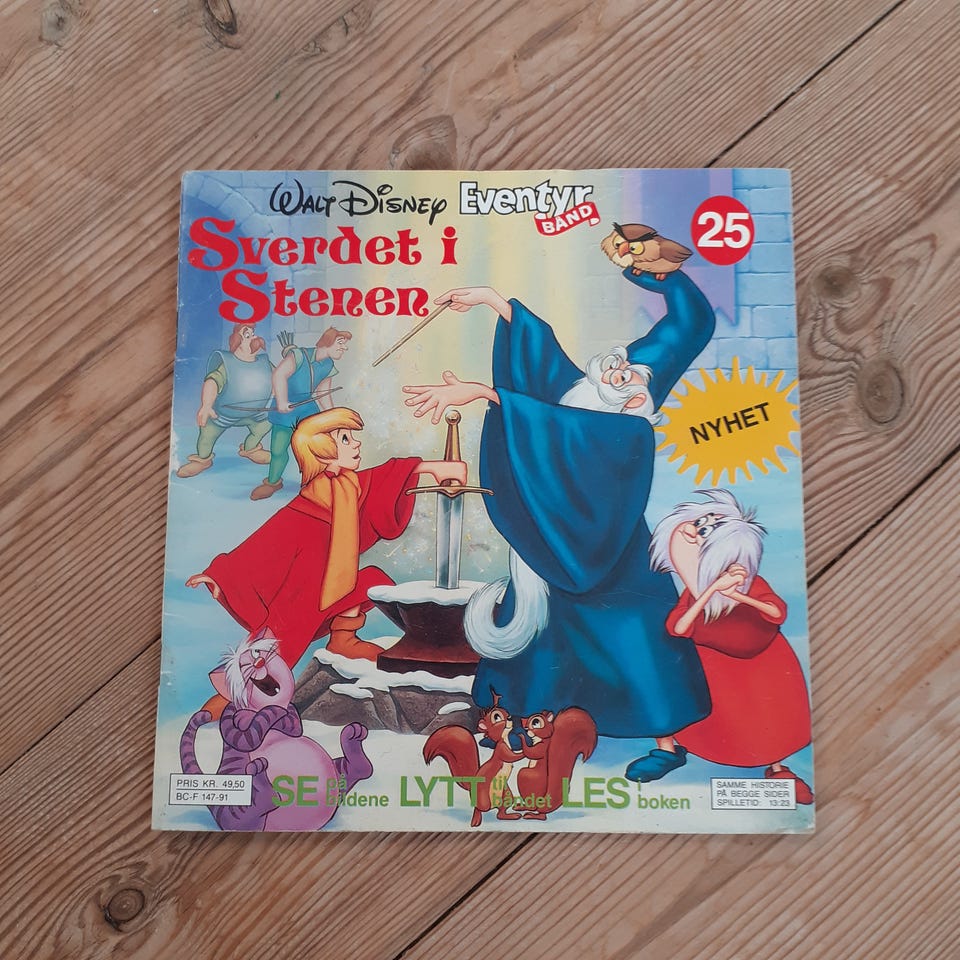 WALT DISNEY Eventyr
BAND
25
Sverdet i
Stenen
NYHET
PRIS KR. 49,50
BC-F 147-91
SE på
bildene
LYTT til
båndet
LES i
boken
SAMME HISTORIE
PÅ BEGGE SIDER
SPILLETID: 13:23